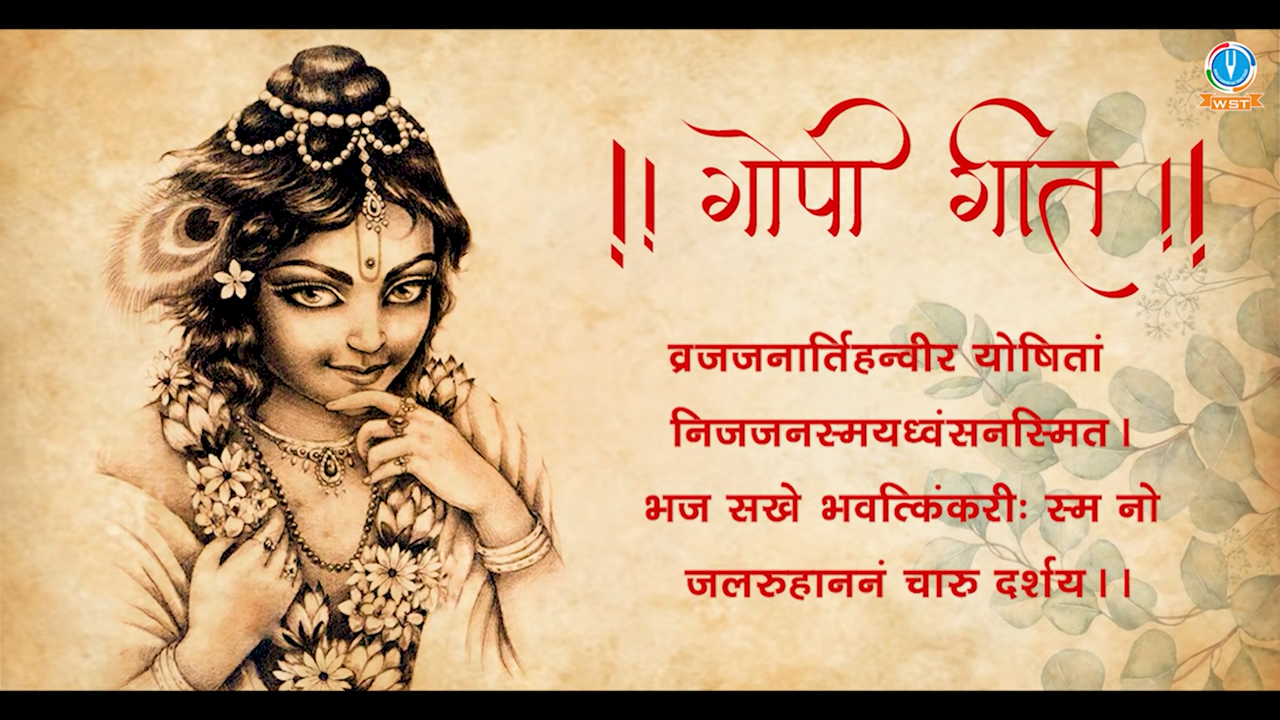 WST
॥ गोपी गीत ॥
व्रजजनार्तिहन्वीर योषितां
निजजनस्मयध्वंसनस्मित।
भज सखे भवत्किंकरीः स्म नो
जलरुहाननं चारु दर्शय।।